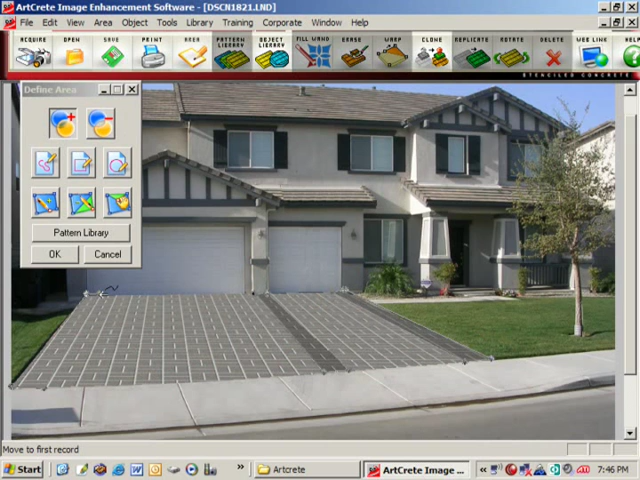 ArtCrete Image Enhancement Software - [DSCN1821.LND]
File Edit View Area Object Tools Library Training Corporate Window Help
ACQUIRE OPEN SAVE PRINT AREA PATTERN LIBRARY OBJECT LIBRARY FILL WAND ERASE WARP CLONE REPLICATE ROTATE DELETE WEB LINK HELP
STENCILED CONCRETE
Define Area
Pattern Library
OK Cancel
Move to first record
Start W Artcrete ArtCrete Image ... ATI 7:46 PM